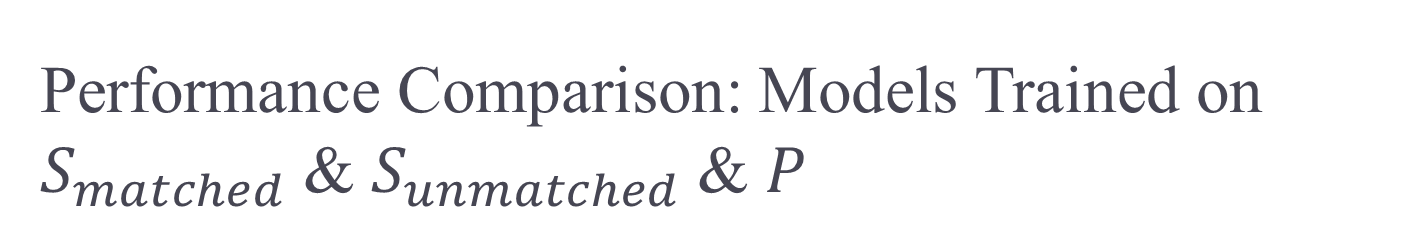 Performance Comparison: Models Trained on
S_matched & S_unmatched & P